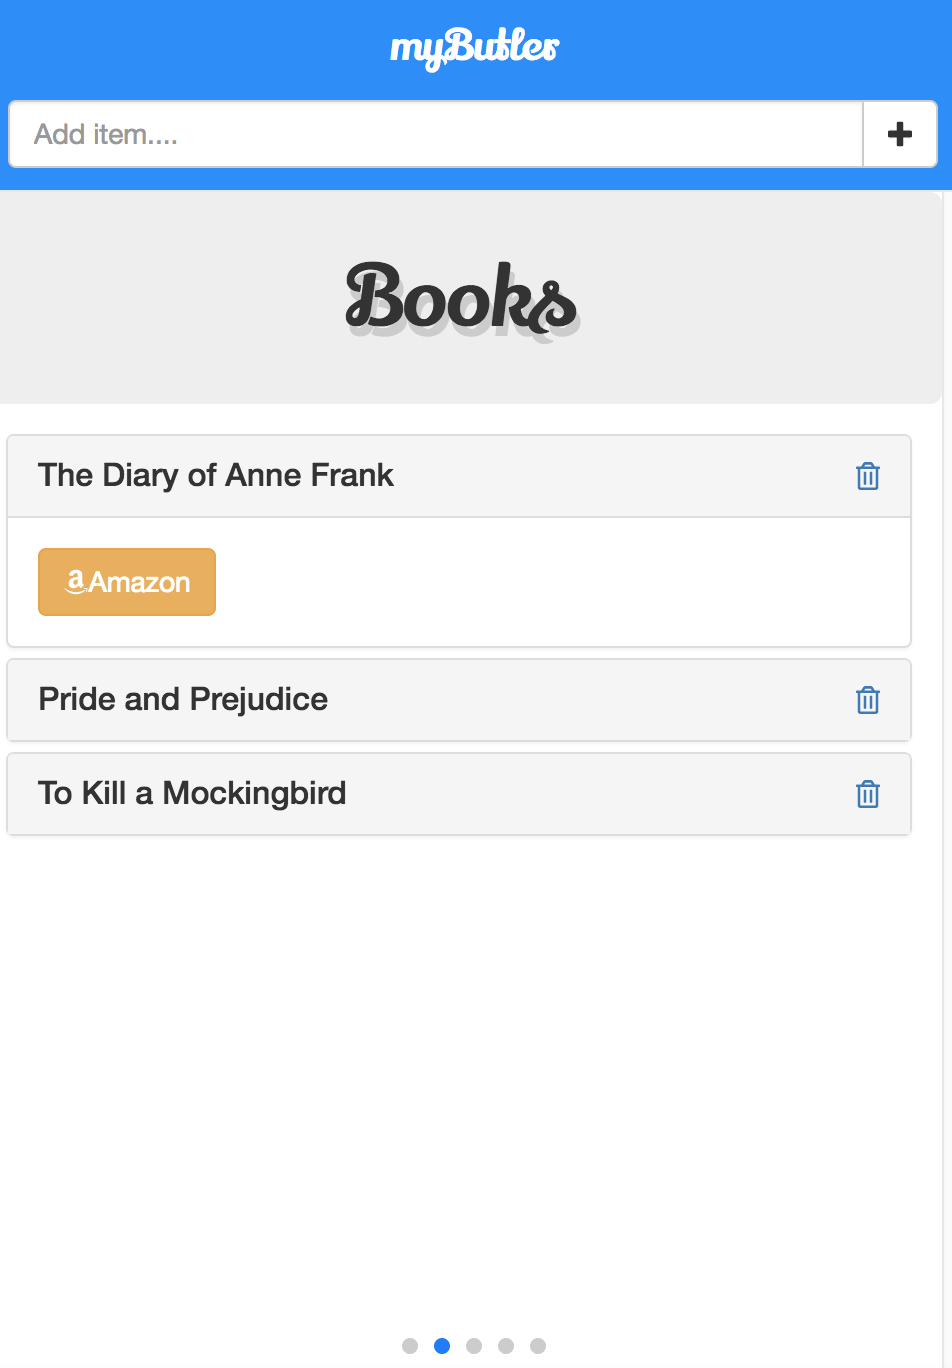 myButler
Add item....
Books
The Diary of Anne Frank
Amazon
Pride and Prejudice
To Kill a Mockingbird